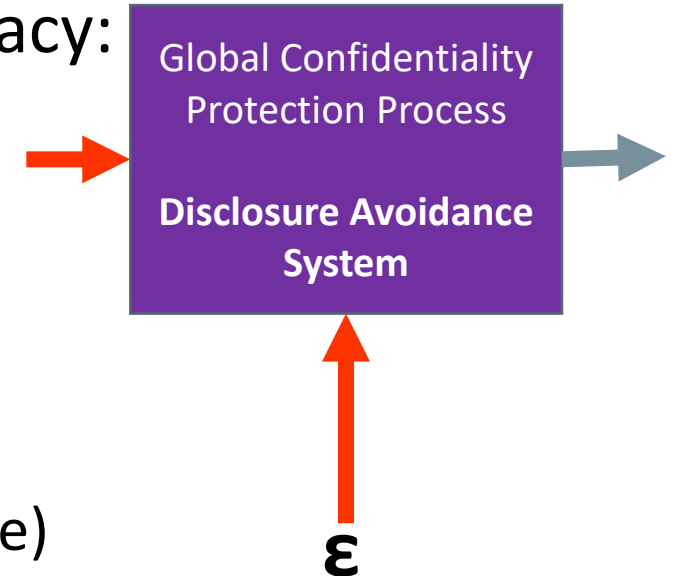 acy:
Global Confidentiality
Protection Process
Disclosure Avoidance
System
e)
ε